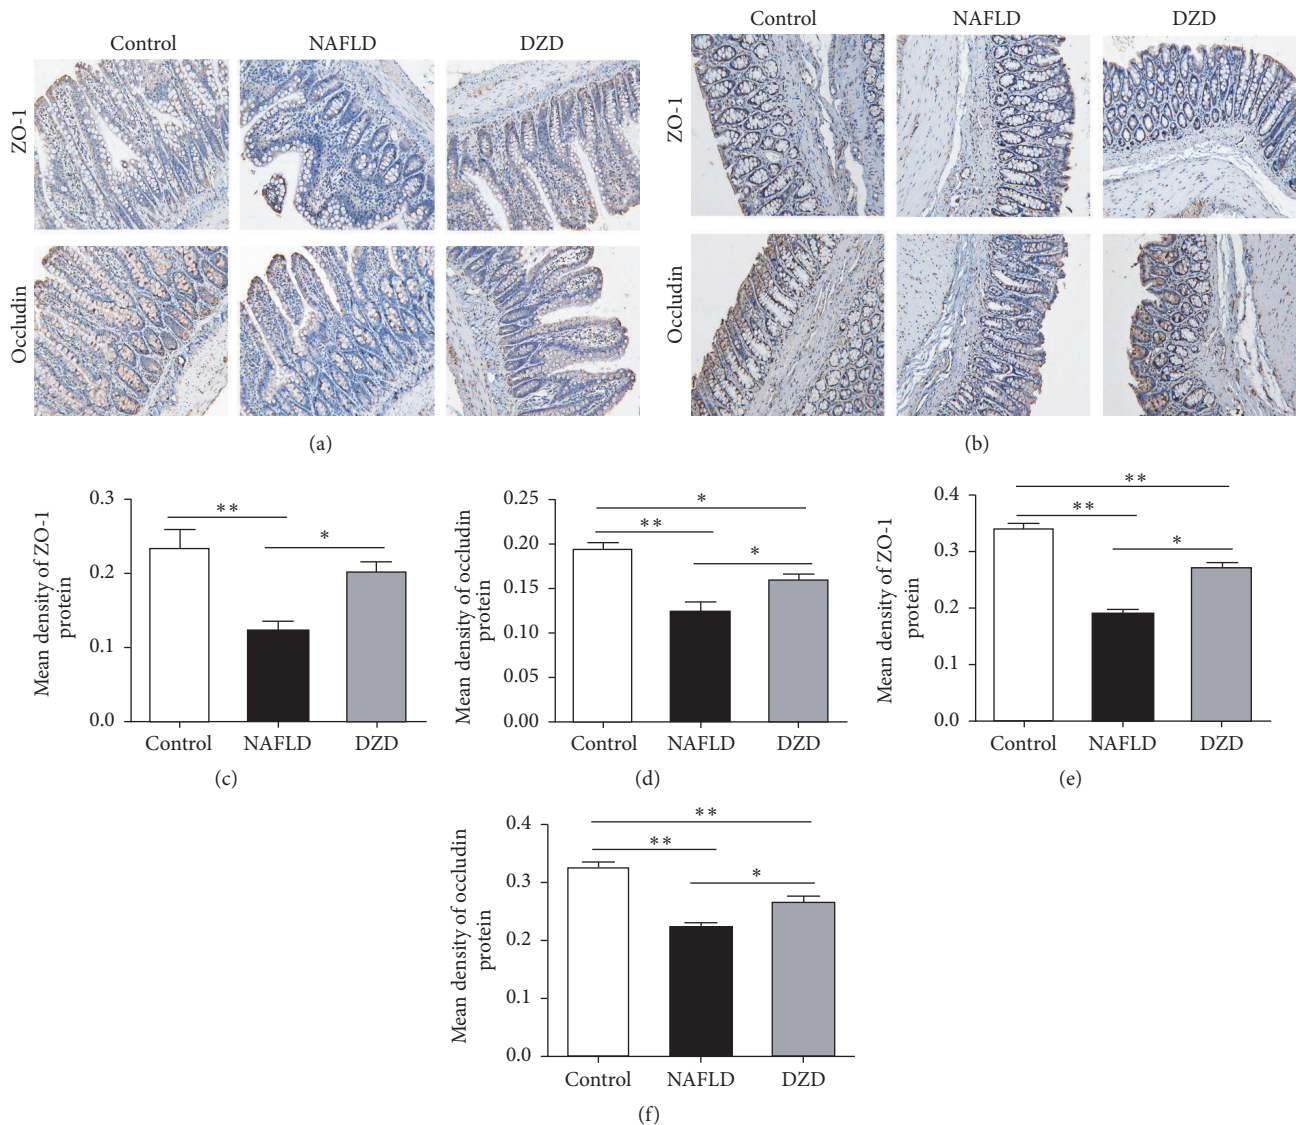 Control NAFLD DZD
ZO-1
Occludin
(a)
Control NAFLD DZD
ZO-1
Occludin
(b)
Mean density of ZO-1
protein
0.3
0.2
0.1
0.0
**
*
Control NAFLD DZD
(c)
Mean density of occludin
protein
0.25
0.20
0.15
0.10
0.05
0.00
*
**
*
Control NAFLD DZD
(d)
Mean density of ZO-1
protein
0.4
0.3
0.2
0.1
0.0
**
**
*
Control NAFLD DZD
(e)
Mean density of occludin
protein
0.4
0.3
0.2
0.1
0.0
**
**
*
Control NAFLD DZD
(f)